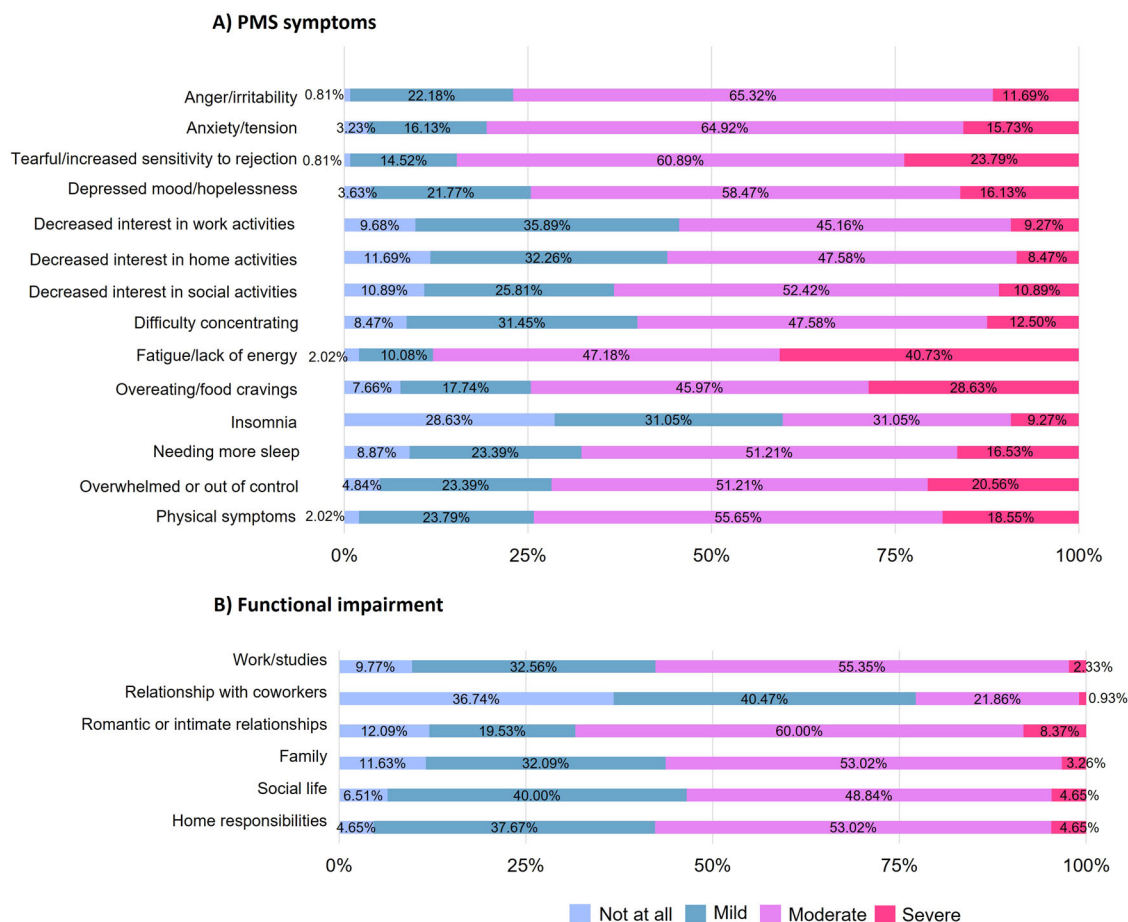 A) PMS symptoms
Anger/irritability 0.81% 22.18% 65.32% 11.69%
Anxiety/tension 3.23% 16.13% 64.92% 15.73%
Tearful/increased sensitivity to rejection 0.81% 14.52% 60.89% 23.79%
Depressed mood/hopelessness 3.63% 21.77% 58.47% 16.13%
Decreased interest in work activities 9.68% 35.89% 45.16% 9.27%
Decreased interest in home activities 11.69% 32.26% 47.58% 8.47%
Decreased interest in social activities 10.89% 25.81% 52.42% 10.89%
Difficulty concentrating 8.47% 31.45% 47.58% 12.50%
Fatigue/lack of energy 2.02% 10.08% 47.18% 40.73%
Overeating/food cravings 7.66% 17.74% 45.97% 28.63%
Insomnia 28.63% 31.05% 31.05% 9.27%
Needing more sleep 8.87% 23.39% 51.21% 16.53%
Overwhelmed or out of control 4.84% 23.39% 51.21% 20.56%
Physical symptoms 2.02% 23.79% 55.65% 18.55%
0% 25% 50% 75% 100%
B) Functional impairment
Work/studies 9.77% 32.56% 55.35% 2.33%
Relationship with coworkers 36.74% 40.47% 21.86% 0.93%
Romantic or intimate relationships 12.09% 19.53% 60.00% 8.37%
Family 11.63% 32.09% 53.02% 3.26%
Social life 6.51% 40.00% 48.84% 4.65%
Home responsibilities 4.65% 37.67% 53.02% 4.65%
0% 25% 50% 75% 100%
Not at all Mild Moderate Severe